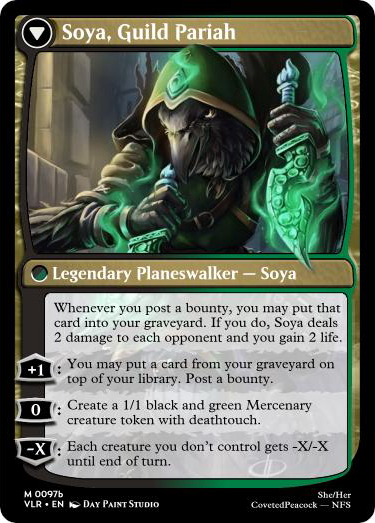 Soya, Guild Pariah
Legendary Planeswalker — Soya
Whenever you post a bounty, you may put that
card into your graveyard. If you do, Soya deals
2 damage to each opponent and you gain 2 life.
+1: You may put a card from your graveyard on
top of your library. Post a bounty.
0: Create a 1/1 black and green Mercenary
creature token with deathtouch.
-X: Each creature you don't control gets -X/-X
until end of turn.
M 0097b
She/Her
VLR • EN Day Paint Studio
CovetedPeacock — NFS